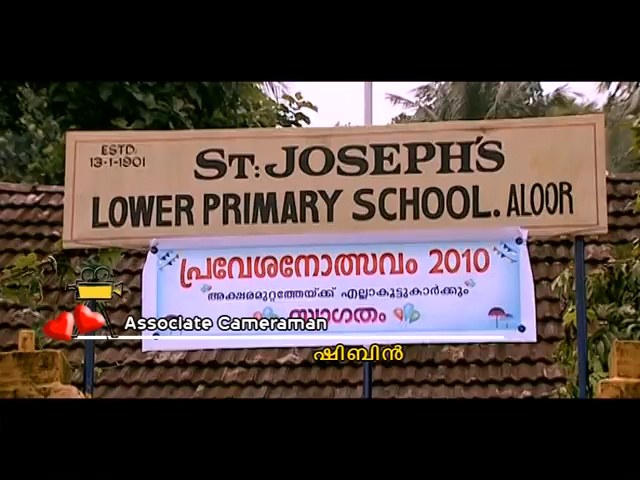 ESTD.
13-1-1901
ST: JOSEPH'S
LOWER PRIMARY SCHOOL. ALOOR
പ്രവേശനോത്സവം 2010
അക്ഷരമുറ്റത്തേയ്ക്ക് എല്ലാകൂട്ടുകാർക്കും
സ്വാഗതം
Associate Cameraman
ഷിബിൻ